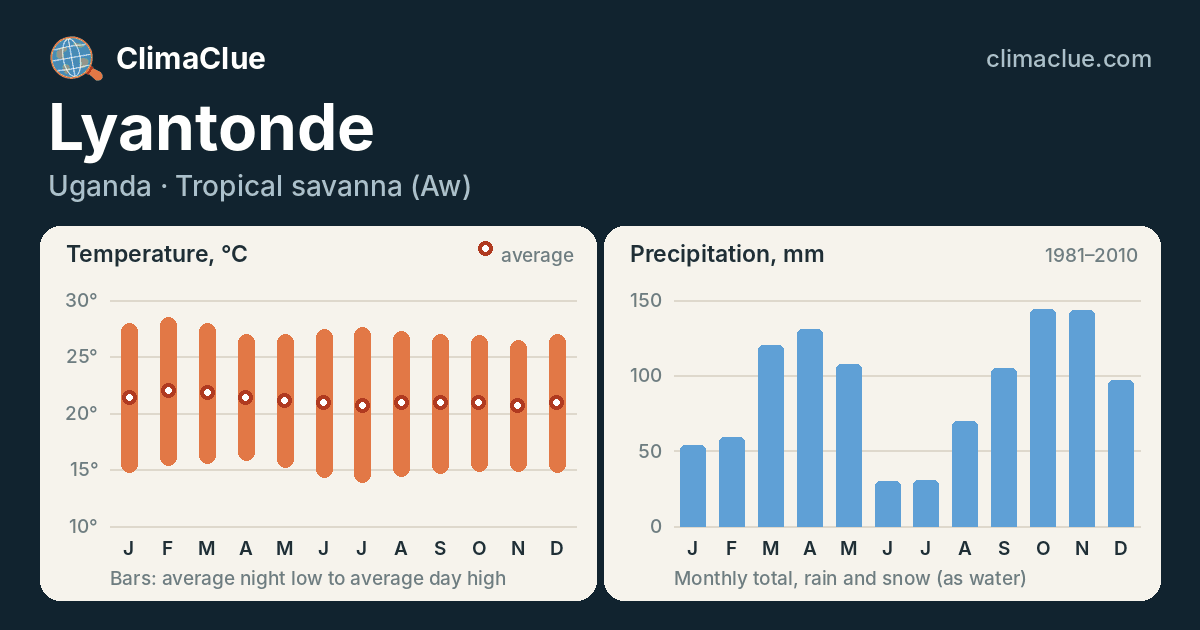 ClimaClue
climaclue.com
Lyantonde
Uganda · Tropical savanna (Aw)
Temperature, °C
average
30°
25°
20°
15°
10°
J F M A M J J A S O N D
Bars: average night low to average day high
Precipitation, mm
1981–2010
150
100
50
0
J F M A M J J A S O N D
Monthly total, rain and snow (as water)